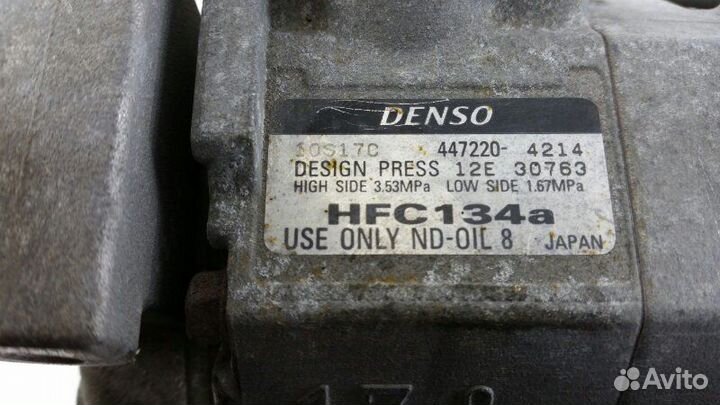 DENSO
10S17C 447220- 4214
DESIGN PRESS 12E 30763
HIGH SIDE 3.53MPa LOW SIDE 1.67MPa
HFC134a
USE ONLY ND-OIL 8 JAPAN
Avito